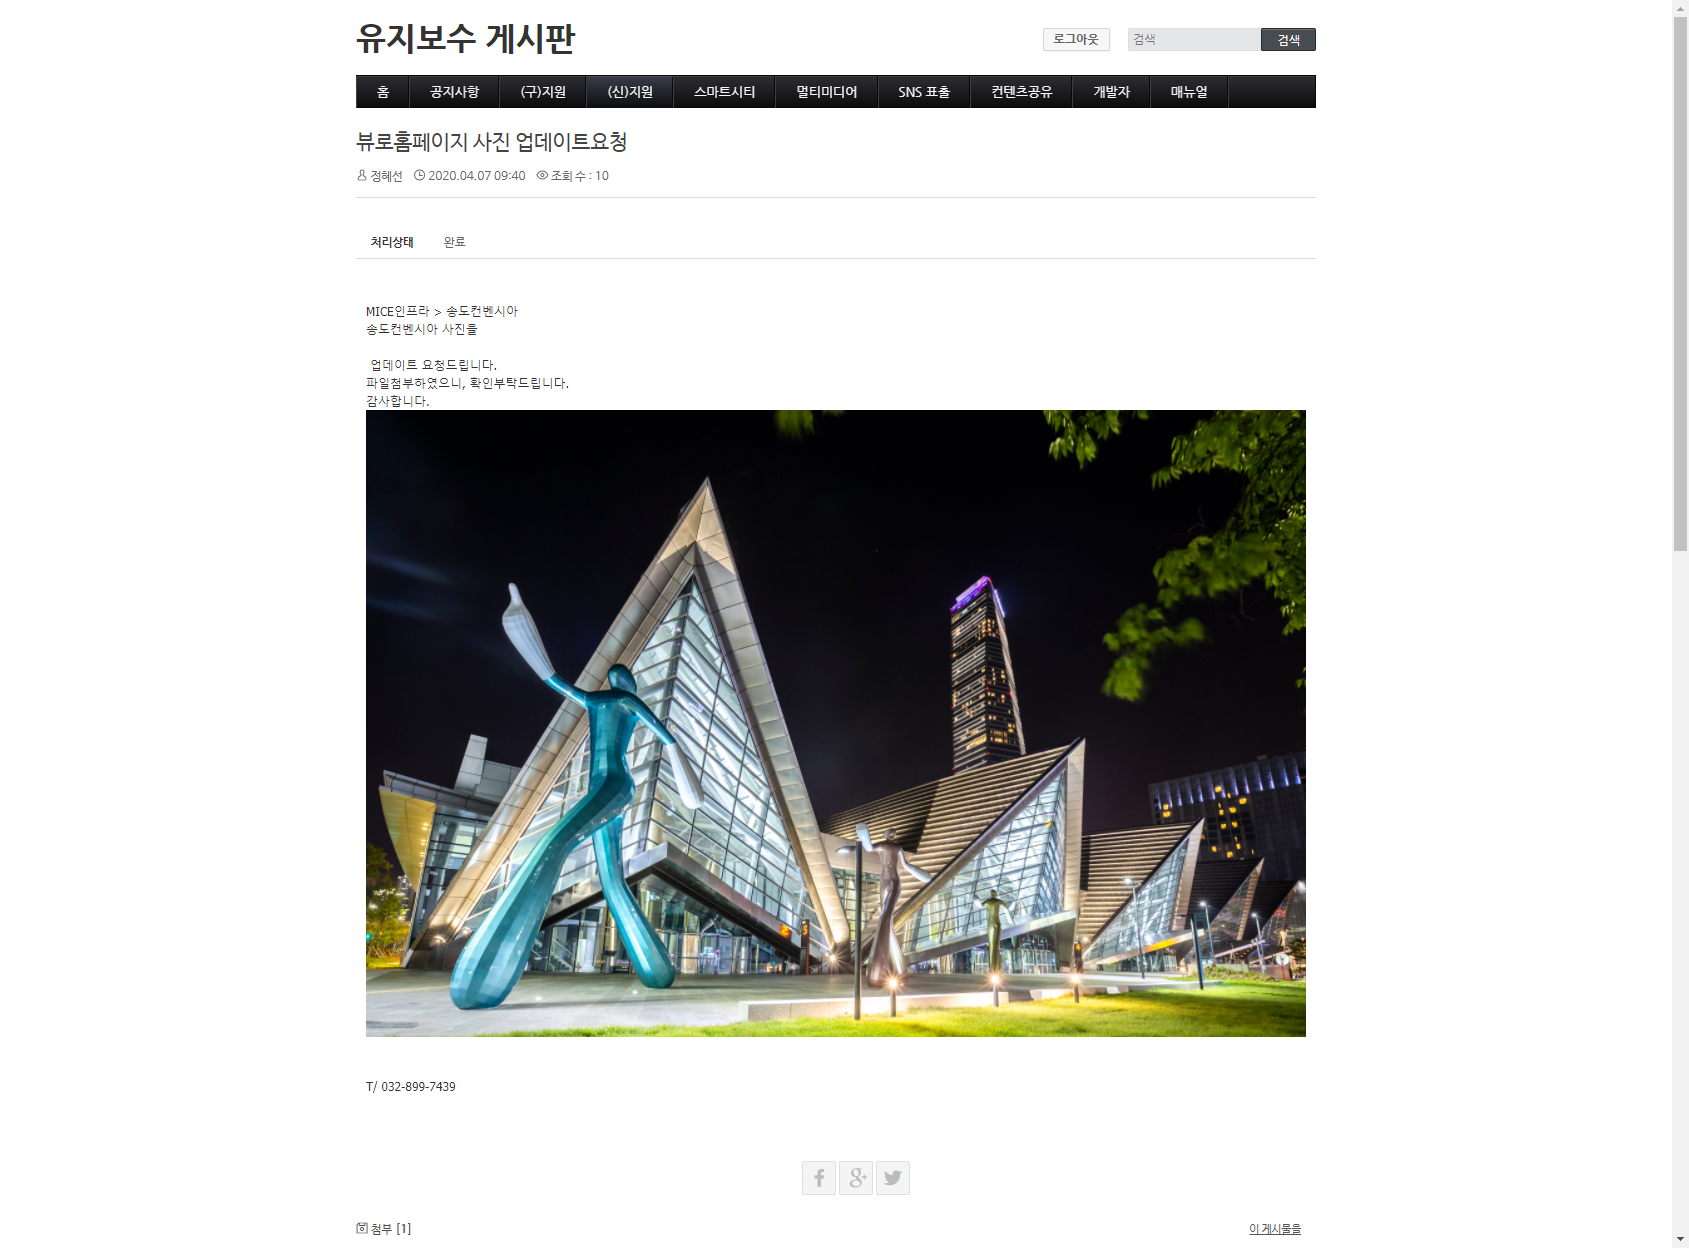 유지보수 게시판
로그아웃 검색 검색
홈 공지사항 (구)지원 (신)지원 스마트시티 멀티미디어 SNS 표출 컨텐츠공유 개발자 매뉴얼
뷰로홈페이지 사진 업데이트요청
정혜선 2020.04.07 09:40 조회 수 : 10
처리상태 완료
MICE인프라 > 송도컨벤시아
송도컨벤시아 사진을
업데이트 요청드립니다.
파일첨부하였으니, 확인부탁드립니다.
감사합니다.
T/ 032-899-7439
첨부 [1] 이 게시물을